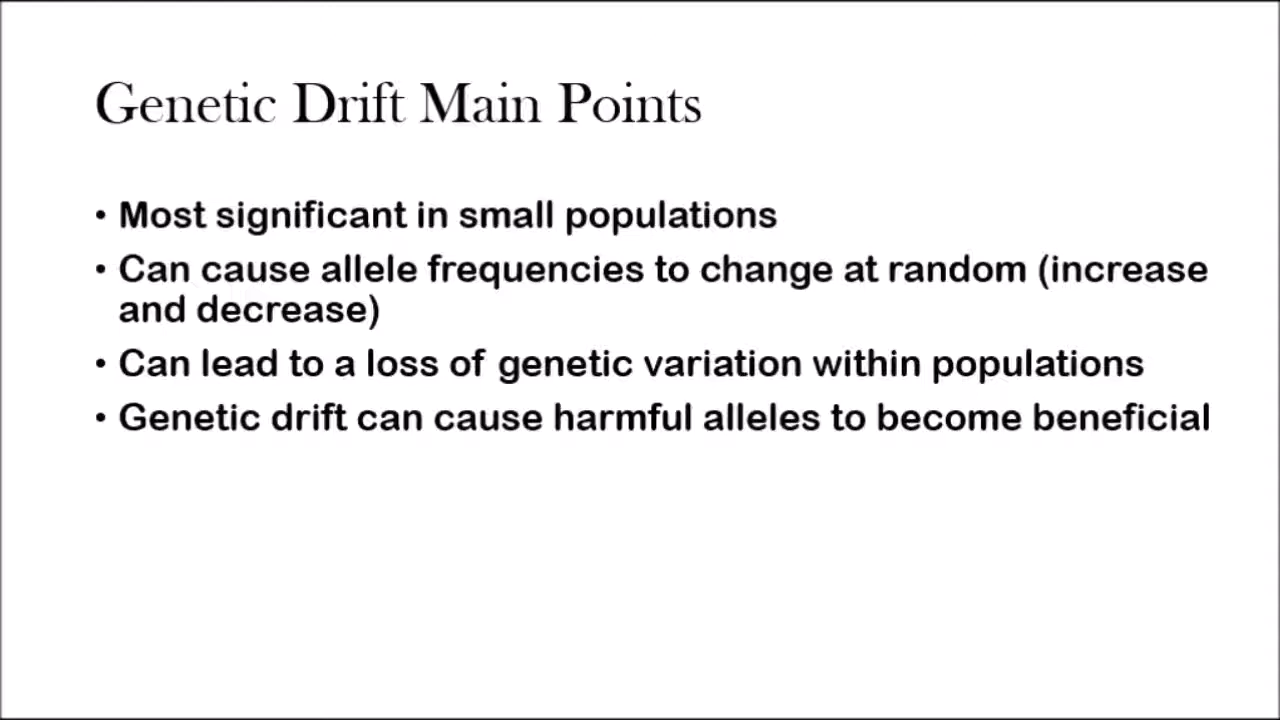 Genetic Drift Main Points
• Most significant in small populations
• Can cause allele frequencies to change at random (increase
and decrease)
• Can lead to a loss of genetic variation within populations
• Genetic drift can cause harmful alleles to become beneficial